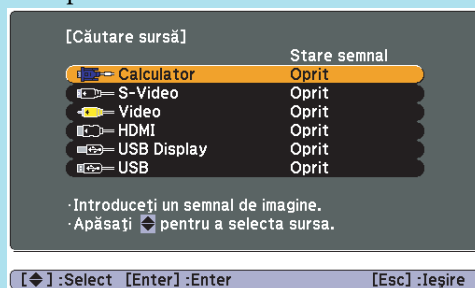 [Căutare sursă]
Stare semnal
Calculator Oprit
S-Video Oprit
Video Oprit
HDMI Oprit
USB Display Oprit
USB Oprit
·Introduceţi un semnal de imagine.
·Apăsaţi pentru a selecta sursa.
[◆] :Select [Enter] :Enter [Esc] :Ieşire